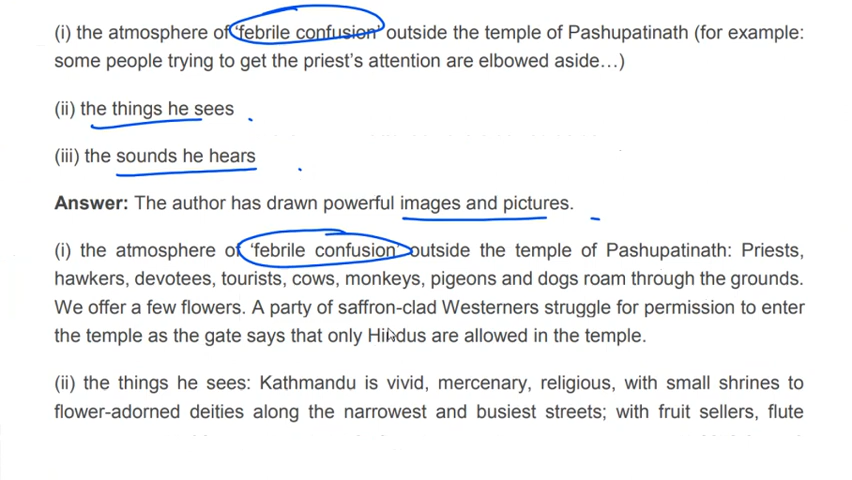 (i) the atmosphere of 'febrile confusion' outside the temple of Pashupatinath (for example:
some people trying to get the priest's attention are elbowed aside…)
(ii) the things he sees
(iii) the sounds he hears
Answer: The author has drawn powerful images and pictures.
(i) the atmosphere of 'febrile confusion' outside the temple of Pashupatinath: Priests,
hawkers, devotees, tourists, cows, monkeys, pigeons and dogs roam through the grounds.
We offer a few flowers. A party of saffron-clad Westerners struggle for permission to enter
the temple as the gate says that only Hindus are allowed in the temple.
(ii) the things he sees: Kathmandu is vivid, mercenary, religious, with small shrines to
flower-adorned deities along the narrowest and busiest streets; with fruit sellers, flute